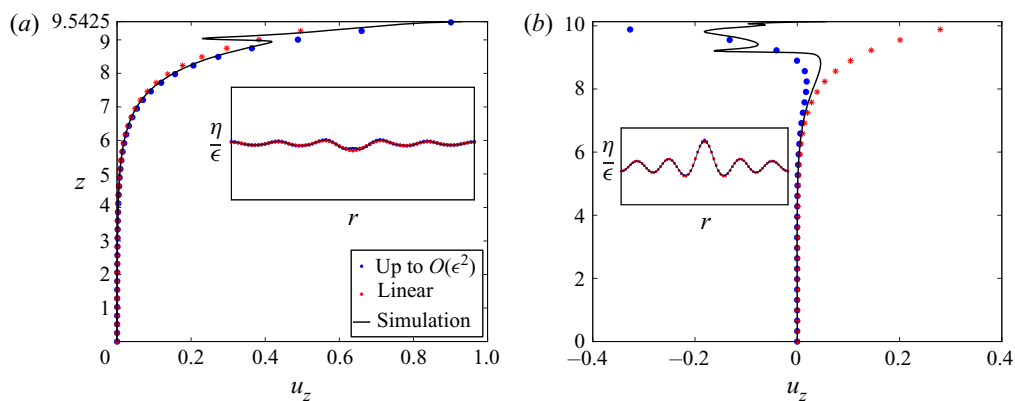 (a)
9.5425
9
8
7
6
5
4
3
2
1
0
z
η/ϵ
r
Up to O(ϵ²)
Linear
Simulation
0 0.2 0.4 0.6 0.8 1.0
u_z
(b)
10
8
6
4
2
0
η/ϵ
r
−0.4 −0.2 0 0.2 0.4
u_z